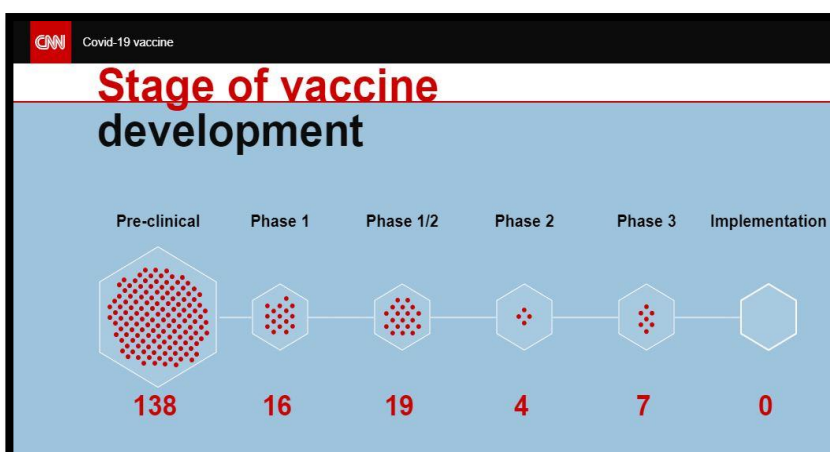 CNN Covid-19 vaccine
Stage of vaccine
development
Pre-clinical Phase 1 Phase 1/2 Phase 2 Phase 3 Implementation
138 16 19 4 7 0